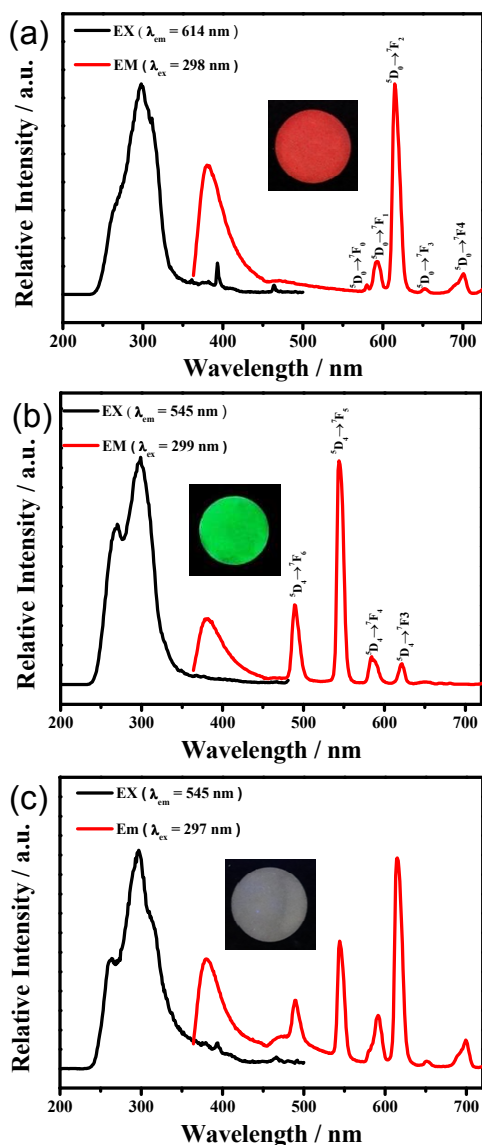 (a)
EX ( λem = 614 nm)
EM ( λex = 298 nm)
⁵D₀→⁷F₀
⁵D₀→⁷F₁
⁵D₀→⁷F₂
⁵D₀→⁷F₃
⁵D₀→⁷F4
Relative Intensity / a.u.
200 300 400 500 600 700
Wavelength / nm
(b)
EX ( λem = 545 nm)
EM ( λex = 299 nm)
⁵D₄→⁷F₆
⁵D₄→⁷F₅
⁵D₄→⁷F₄
⁵D₄→⁷F3
Relative Intensity / a.u.
200 300 400 500 600 700
Wavelength / nm
(c)
EX ( λem = 545 nm)
Em ( λex = 297 nm)
Relative Intensity / a.u.
200 300 400 500 600 700
Wavelength / nm